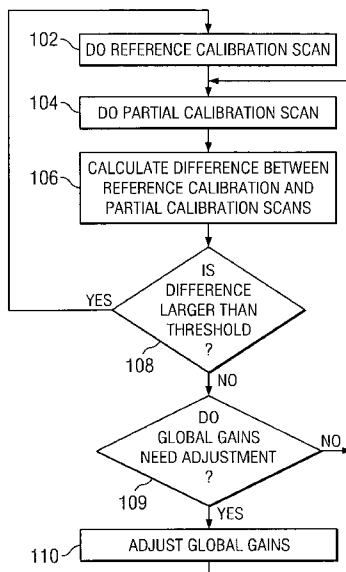 102
DO REFERENCE CALIBRATION SCAN
104
DO PARTIAL CALIBRATION SCAN
106
CALCULATE DIFFERENCE BETWEEN
REFERENCE CALIBRATION AND
PARTIAL CALIBRATION SCANS
YES
IS
DIFFERENCE
LARGER THAN
THRESHOLD
?
108
NO
DO
GLOBAL GAINS
NEED ADJUSTMENT
?
NO
109
YES
110
ADJUST GLOBAL GAINS